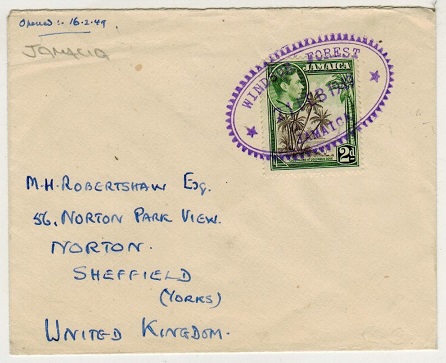 Opened :- 16.2.49
JAMACIA
WINDSOR FOREST
JAMAICA
JAMAICA
2d
M.H. ROBERTSHAW Esq.
56, NORTON PARK VIEW.
NORTON.
SHEFFIELD
(YORKS)
UNITED KINGDOM.